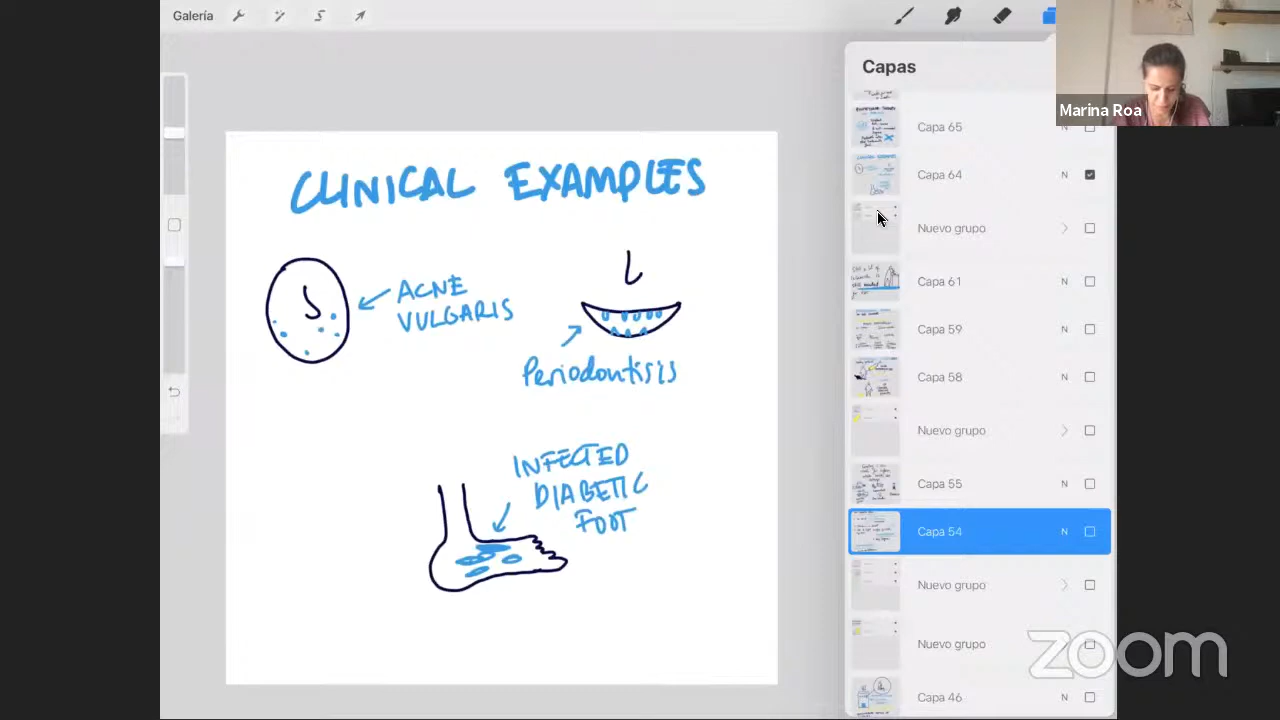 Galería
Capas
Marina Roa
Capa 65
N
Capa 64
N
Nuevo grupo
Capa 61
N
Capa 59
N
Capa 58
N
Nuevo grupo
Capa 55
N
Capa 54
N
Nuevo grupo
Nuevo grupo
Capa 46
N
CLINICAL EXAMPLES
ACNE
VULGARIS
Periodontisis
INFECTED
DIABETIC
FOOT
zoom